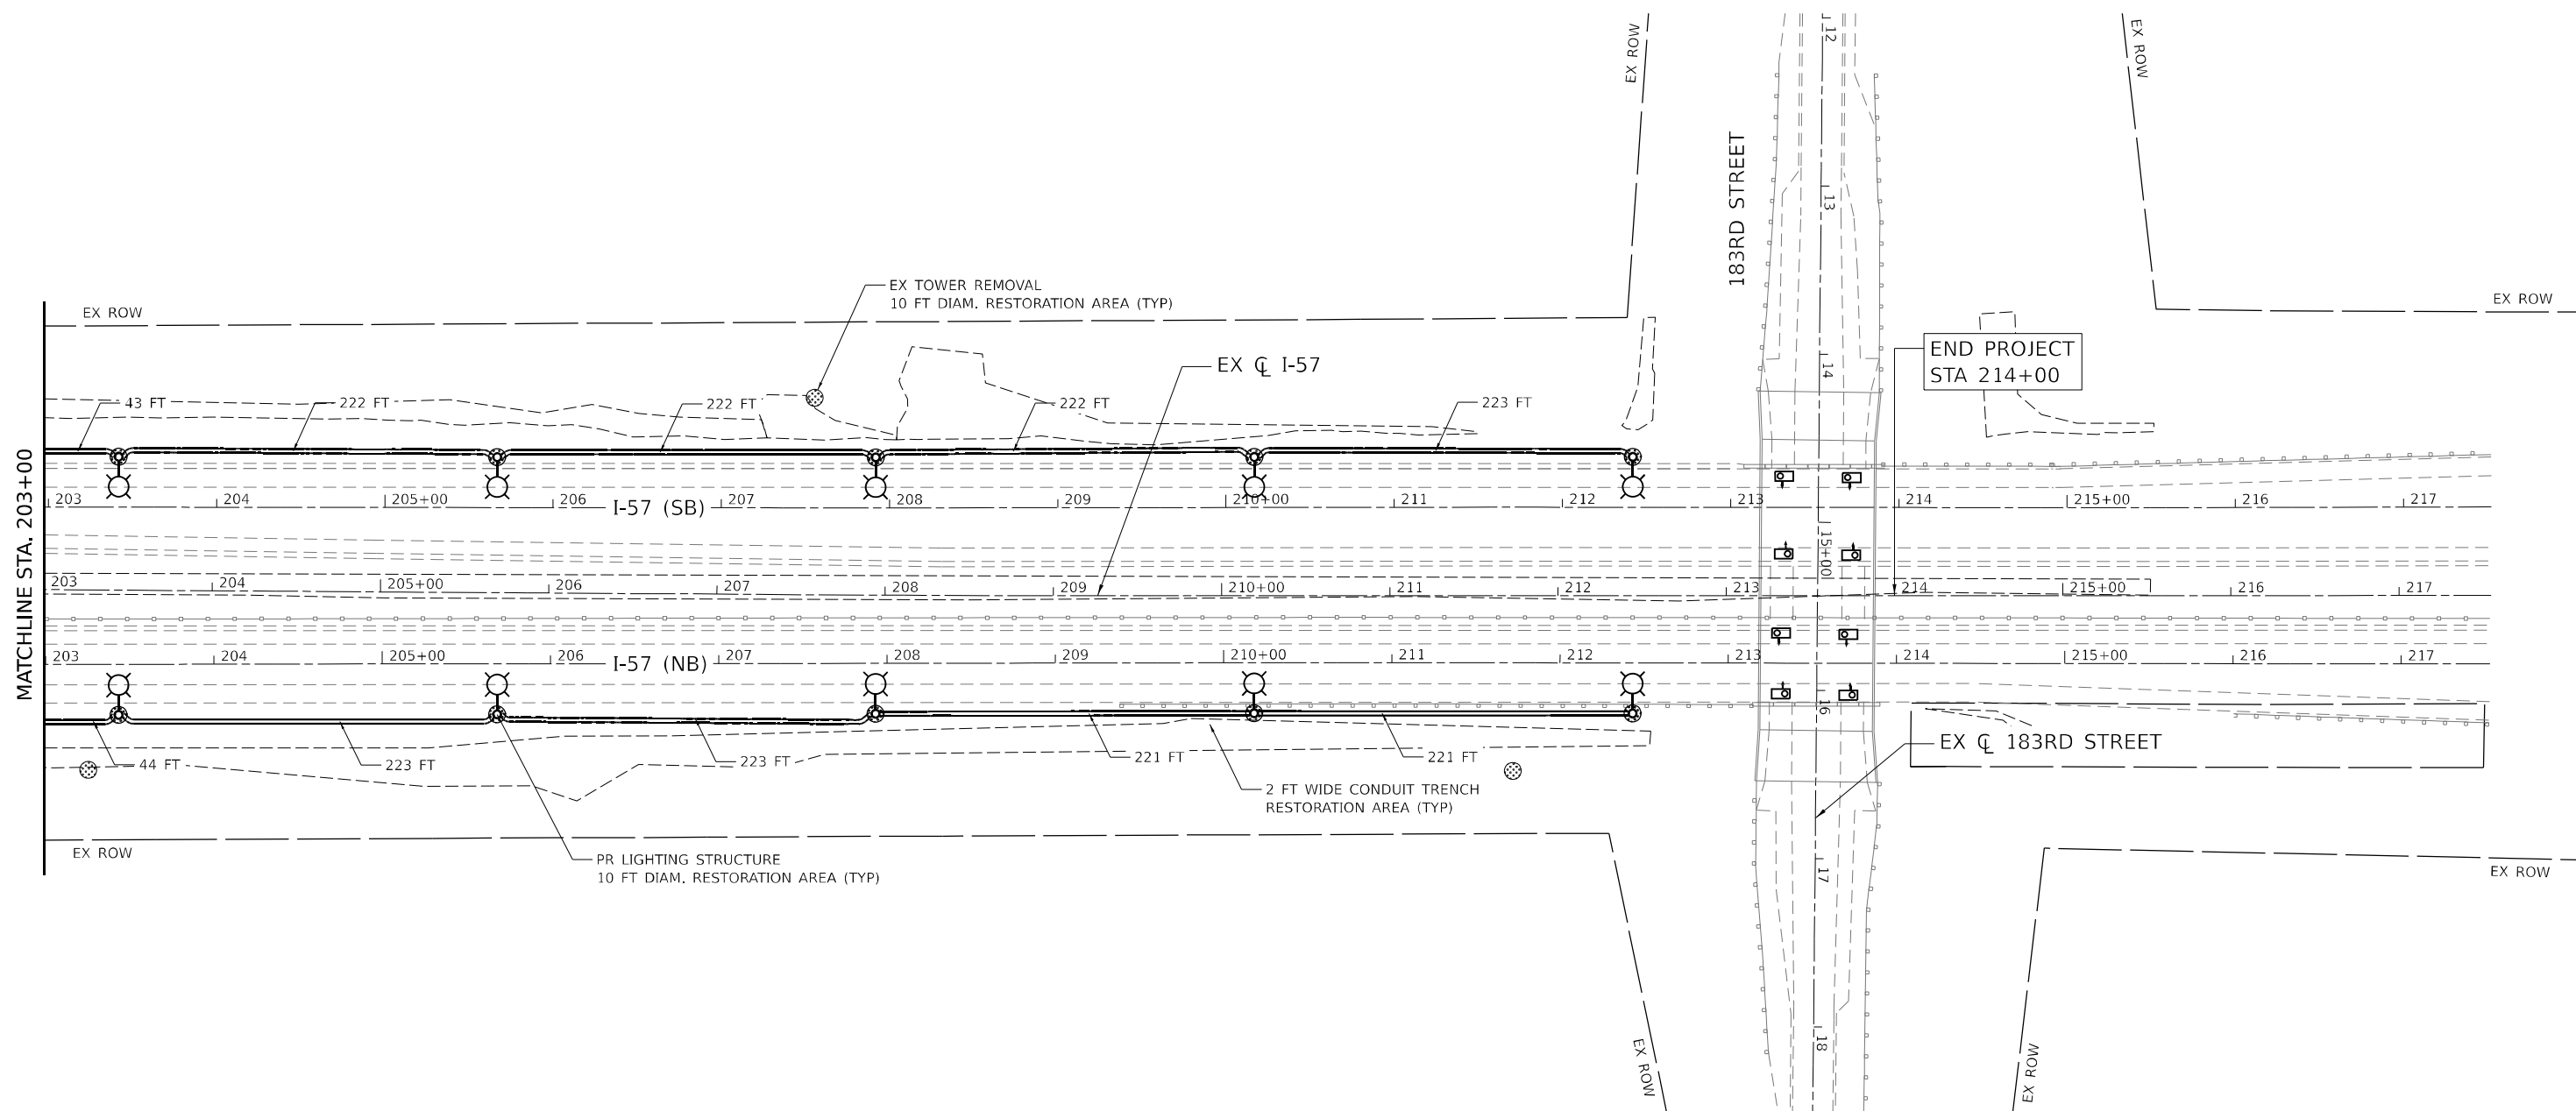 12
EX ROW
EX ROW
183RD STREET
13
EX TOWER REMOVAL
10 FT DIAM. RESTORATION AREA (TYP)
EX ROW
EX ROW
END PROJECT
STA 214+00
EX ℄ I-57
14
43 FT
222 FT
222 FT
222 FT
223 FT
MATCHLINE STA. 203+00
203
204
205+00
206
207
208
209
210+00
211
212
213
214
215+00
216
217
I-57 (SB)
15+00
203
204
205+00
206
207
208
209
210+00
211
212
213
214
215+00
216
217
203
204
205+00
206
I-57 (NB)
207
208
209
210+00
211
212
213
214
215+00
216
217
16
44 FT
223 FT
223 FT
221 FT
221 FT
EX ℄ 183RD STREET
2 FT WIDE CONDUIT TRENCH
RESTORATION AREA (TYP)
EX ROW
PR LIGHTING STRUCTURE
10 FT DIAM. RESTORATION AREA (TYP)
17
EX ROW
18
EX ROW
EX ROW